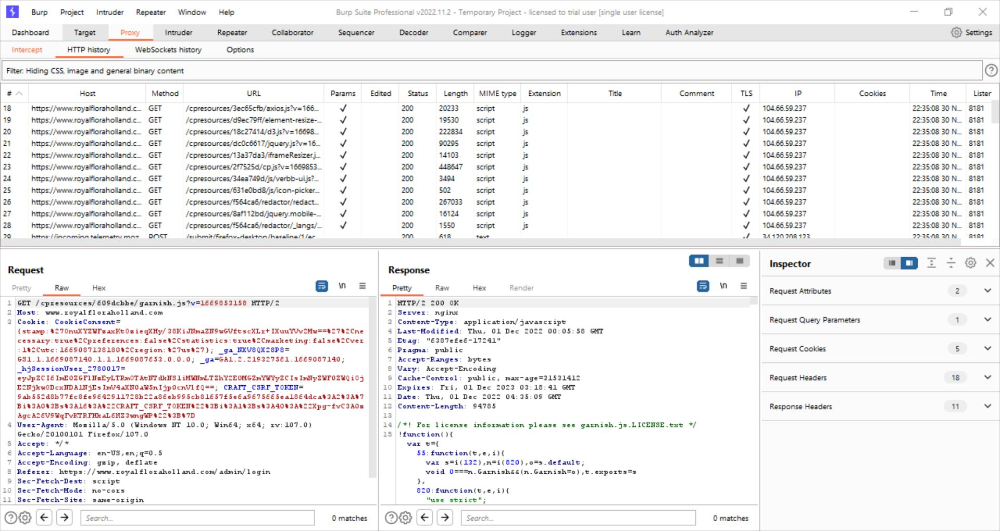 Burp Project Intruder Repeater Window Help Burp Suite Professional v2022.11.2 - Temporary Project - licensed to trial user [single user license]
Dashboard Target Proxy Intruder Repeater Collaborator Sequencer Decoder Comparer Logger Extensions Learn Auth Analyzer Settings
Intercept HTTP history WebSockets history Options
Filter: Hiding CSS, image and general binary content
# Host Method URL Params Edited Status Length MIME type Extension Title Comment TLS IP Cookies Time Lister
18 https://www.royalfloraholland.c... GET /cpresources/3ec65cfb/axios.js?v=166... ✓ 200 20233 script js ✓ 104.66.59.237 22:35:08 30 N... 8181
19 https://www.royalfloraholland.c... GET /cpresources/d9ec79ff/element-resize-... ✓ 200 19530 script js ✓ 104.66.59.237 22:35:08 30 N... 8181
20 https://www.royalfloraholland.c... GET /cpresources/18c27414/d3.js?v=16698... ✓ 200 222834 script js ✓ 104.66.59.237 22:35:08 30 N... 8181
21 https://www.royalfloraholland.c... GET /cpresources/dc0c6617/jquery.js?v=16... ✓ 200 90295 script js ✓ 104.66.59.237 22:35:08 30 N... 8181
22 https://www.royalfloraholland.c... GET /cpresources/13a37da3/iframeResizer.j... ✓ 200 14103 script js ✓ 104.66.59.237 22:35:08 30 N... 8181
23 https://www.royalfloraholland.c... GET /cpresources/2f7525d/cp.js?v=1669853... ✓ 200 448647 script js ✓ 104.66.59.237 22:35:08 30 N... 8181
24 https://www.royalfloraholland.c... GET /cpresources/34ea749d/js/verbb-ui.js?... ✓ 200 3494 script js ✓ 104.66.59.237 22:35:08 30 N... 8181
25 https://www.royalfloraholland.c... GET /cpresources/631e0bd8/js/icon-picker... ✓ 200 502 script js ✓ 104.66.59.237 22:35:08 30 N... 8181
26 https://www.royalfloraholland.c... GET /cpresources/f564ca6/redactor/redact... ✓ 200 267033 script js ✓ 104.66.59.237 22:35:08 30 N... 8181
27 https://www.royalfloraholland.c... GET /cpresources/8af112bd/jquery.mobile-... ✓ 200 16124 script js ✓ 104.66.59.237 22:35:08 30 N... 8181
28 https://www.royalfloraholland.c... GET /cpresources/f564ca6/redactor/_langs/... ✓ 200 1550 script js ✓ 104.66.59.237 22:35:08 30 N... 8181
29 https://incoming.telemetry.moz... POST /submit/firefox-desktop/baseline/1/ec... 200 618 text ✓ 34.120.208.123 22:35:08 30 N... 8181
Request
Pretty Raw Hex \n
1 GET /cpresources/609dcbbe/garnish.js?v=1669853158 HTTP/2
2 Host: www.royalfloraholland.com
3 Cookie: CookieConsent=
cessary:true%2Cpreferences:false%2Cstatistics:true%2Cmarketing:false%2Cver
:1%2Cutc:1669087138180%2Cregion:%27us%27}; _ga_NXV8QX28P8=
GS1.1.1669087140.1.1.1669087653.0.0.0; _ga=GA1.2.219327561.1669087140;
_hjSessionUser_2780017=
CRAFT_CSRF_TOKEN=
4 User-Agent: Mozilla/5.0 (Windows NT 10.0; Win64; x64; rv:107.0)
Gecko/20100101 Firefox/107.0
5 Accept: */*
6 Accept-Language: en-US,en;q=0.5
7 Accept-Encoding: gzip, deflate
8 Referer: https://www.royalfloraholland.com/admin/login
9 Sec-Fetch-Dest: script
10 Sec-Fetch-Mode: no-cors
11 Sec-Fetch-Site: same-origin
Search... 0 matches
Response
Pretty Raw Hex Render \n
1 HTTP/2 200 OK
2 Server: nginx
3 Content-Type: application/javascript
4 Last-Modified: Thu, 01 Dec 2022 00:05:58 GMT
5 Etag: "6387efe6-17241"
6 Pragma: public
7 Accept-Ranges: bytes
8 Vary: Accept-Encoding
9 Cache-Control: public, max-age=31531412
10 Expires: Fri, 01 Dec 2023 03:18:41 GMT
11 Date: Thu, 01 Dec 2022 04:35:09 GMT
12 Content-Length: 94785
13
14 /*! For license information please see garnish.js.LICENSE.txt */
15 !function(){
var t={
55:function(t,e,i){
var s=i(132),n=i(820),o=s.default;
void 0===n.Garnish&&(n.Garnish=o),t.exports=s
},
820:function(t,e,i){
"use strict";
Search... 0 matches
Inspector
Request Attributes 2
Request Query Parameters 1
Request Cookies 5
Request Headers 18
Response Headers 11